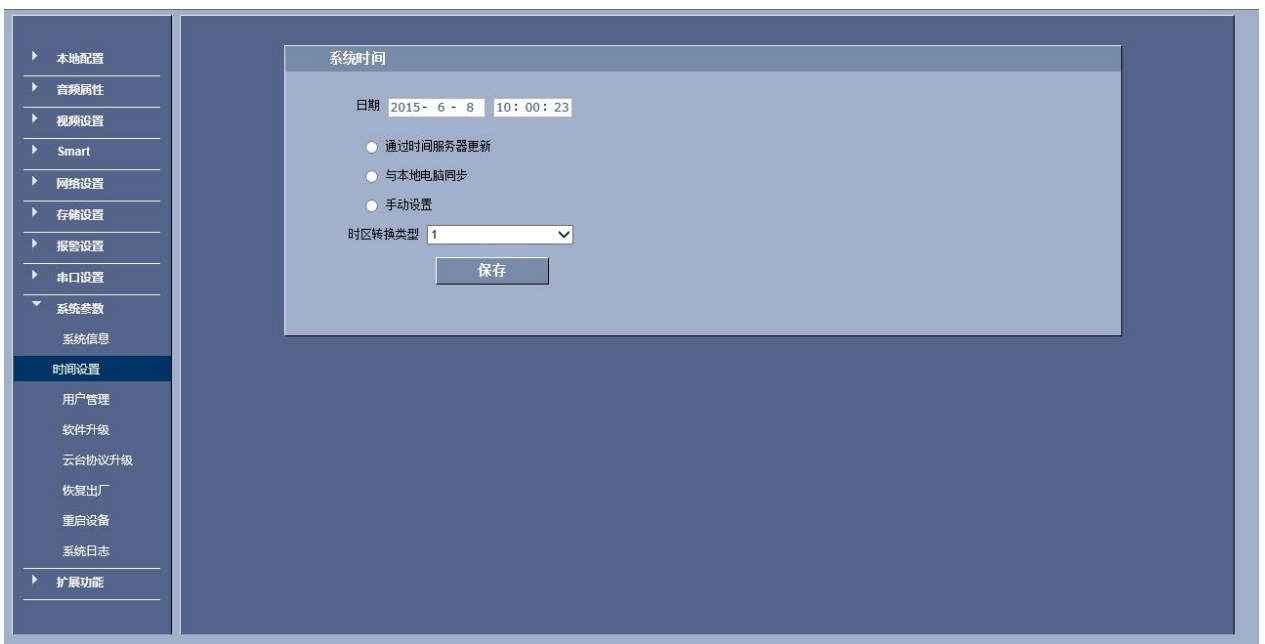 本地配置
音频属性
视频设置
Smart
网络设置
存储设置
报警设置
串口设置
系统参数
系统信息
时间设置
用户管理
软件升级
云台协议升级
恢复出厂
重启设备
系统日志
扩展功能
系统时间
日期 2015- 6 - 8 10: 00: 23
通过时间服务器更新
与本地电脑同步
手动设置
时区转换类型 1
保存